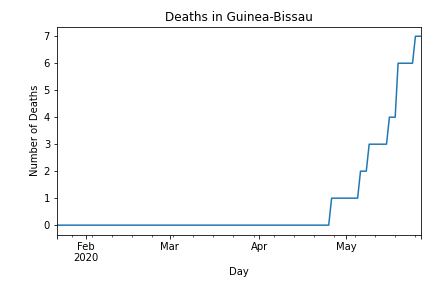 Deaths in Guinea-Bissau
Number of Deaths
7
6
5
4
3
2
1
0
Feb
2020
Mar
Apr
May
Day